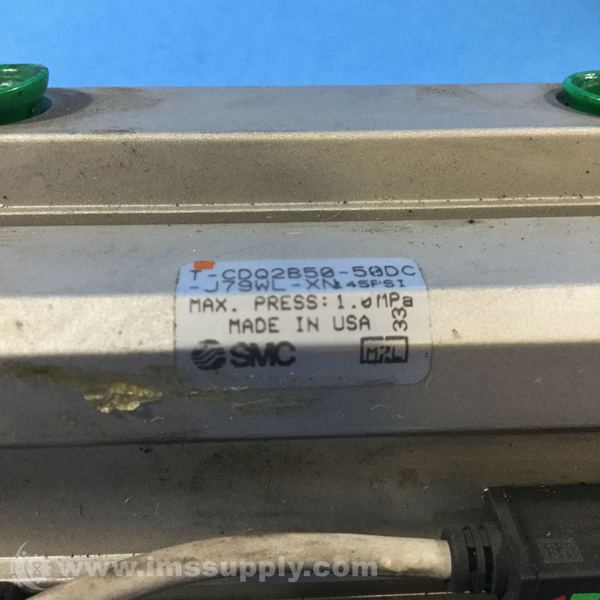 T-CDQ2B50-50DC
-J79WL-XN 145PSI
MAX. PRESS:1.0MPa
MADE IN USA
33
SMC
© www.imssupply.com